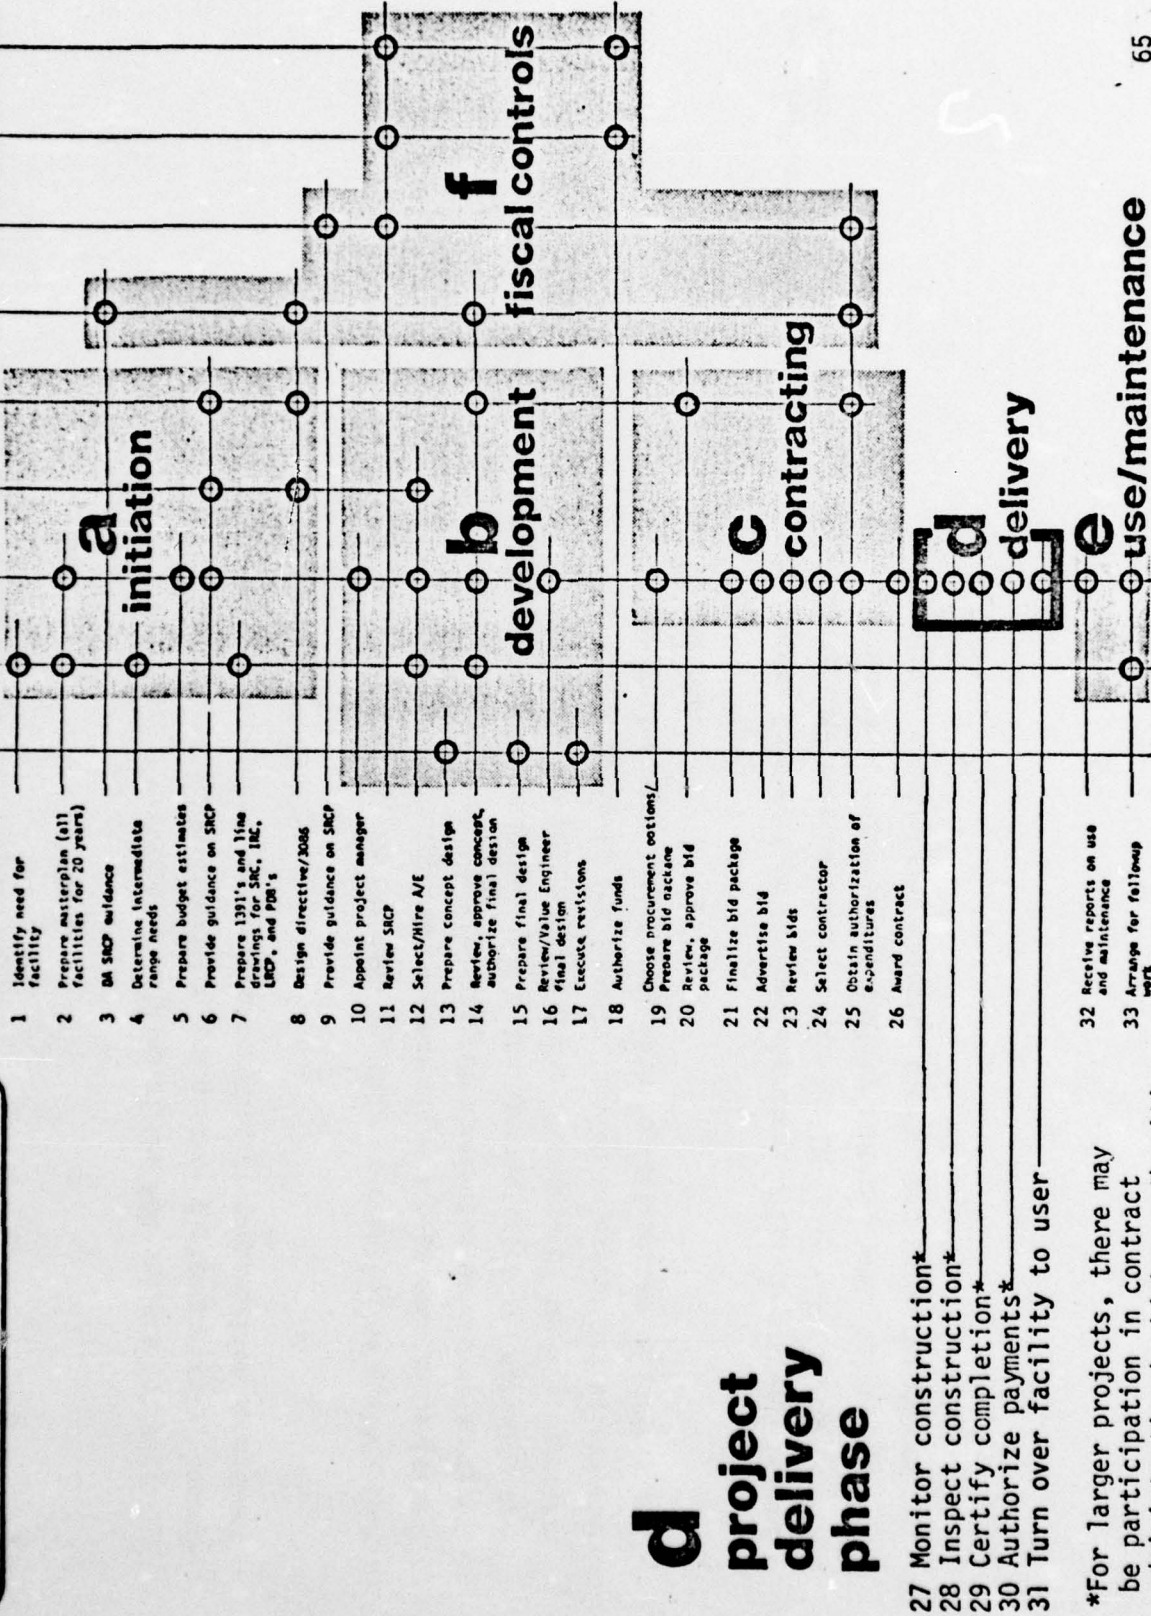 d
project
delivery
phase
27 Monitor construction*
28 Inspect construction*
29 Certify completion*
30 Authorize payments*
31 Turn over facility to user
*For larger projects, there may
be participation in contract
1 Identify need for
facility
2 Prepare masterplan (all
facilities for 20 years)
3 DA SRCP guidance
4 Determine intermediate
range needs
5 Prepare budget estimates
6 Provide guidance on SRCP
7 Prepare 1391's and line
drawings for SRC, IRC,
LRCP, and PDB's
8 Design directive/3086
9 Provide guidance on SRCP
10 Appoint project manager
11 Review SRCP
12 Select/Hire A/E
13 Prepare concept design
14 Review, approve concept,
authorize final design
15 Prepare final design
16 Review/Value Engineer
final design
17 Execute revisions
18 Authorize funds
19 Choose procurement options/
Prepare bid package
20 Review, approve bid
package
21 Finalize bid package
22 Advertise bid
23 Review bids
24 Select contractor
25 Obtain authorization of
expenditures
26 Award contract
32 Receive reports on use
and maintenance
33 Arrange for followup
work
a
initiation
b
development
c
contracting
d
delivery
e
use/maintenance
f
fiscal controls
65